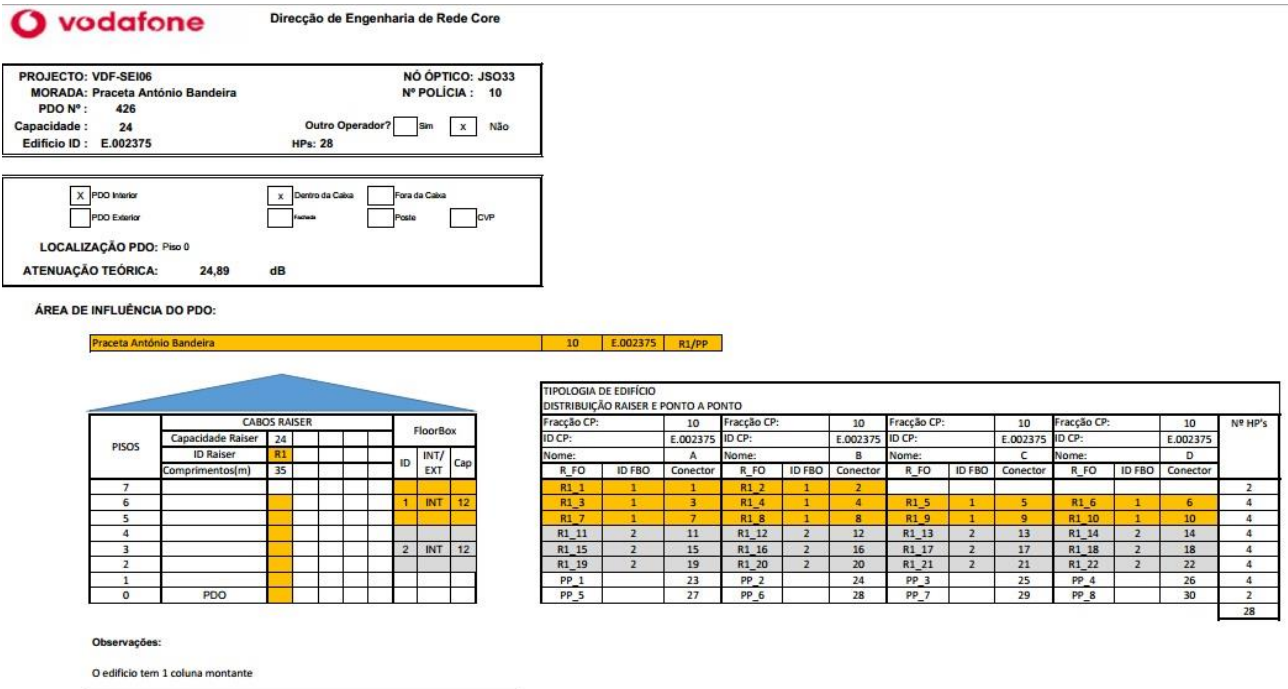 vodafone Direcção de Engenharia de Rede Core
PROJECTO: VDF-SEI06 NÓ ÓPTICO: JSO33
MORADA: Praceta António Bandeira Nº POLÍCIA : 10
PDO Nº : 426
Capacidade : 24 Outro Operador? Sim x Não
Edifício ID : E.002375 HPs: 28
X PDO Interior x Dentro da Caixa Fora da Caixa
PDO Exterior Fachada Poste CVP
LOCALIZAÇÃO PDO: Piso 0
ATENUAÇÃO TEÓRICA: 24,89 dB
ÁREA DE INFLUÊNCIA DO PDO:
Praceta António Bandeira 10 E.002375 R1/PP
PISOS CABOS RAISER FloorBox
Capacidade Raiser 24
ID Raiser R1 ID INT/ EXT Cap
Comprimentos(m) 35
7
6 1 INT 12
5
4
3 2 INT 12
2
1
0 PDO
TIPOLOGIA DE EDIFÍCIO
DISTRIBUIÇÃO RAISER E PONTO A PONTO
Fracção CP: 10 Fracção CP: 10 Fracção CP: 10 Fracção CP: 10 Nº HP's
ID CP: E.002375 ID CP: E.002375 ID CP: E.002375 ID CP: E.002375
Nome: A Nome: B Nome: C Nome: D
R_FO ID FBO Conector R_FO ID FBO Conector R_FO ID FBO Conector R_FO ID FBO Conector
R1_1 1 1 R1_2 1 2 2
R1_3 1 3 R1_4 1 4 R1_5 1 5 R1_6 1 6 4
R1_7 1 7 R1_8 1 8 R1_9 1 9 R1_10 1 10 4
R1_11 2 11 R1_12 2 12 R1_13 2 13 R1_14 2 14 4
R1_15 2 15 R1_16 2 16 R1_17 2 17 R1_18 2 18 4
R1_19 2 19 R1_20 2 20 R1_21 2 21 R1_22 2 22 4
PP_1 23 PP_2 24 PP_3 25 PP_4 26 4
PP_5 27 PP_6 28 PP_7 29 PP_8 30 2
28
Observações:
O edificio tem 1 coluna montante